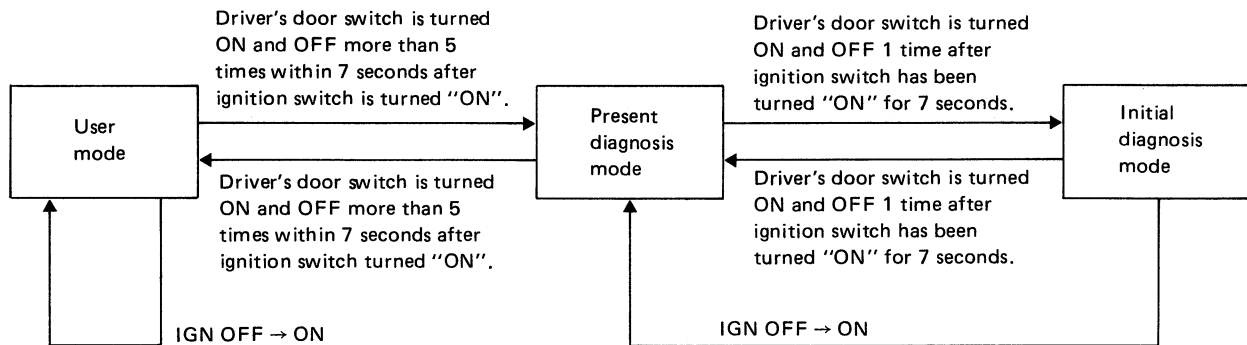 Driver's door switch is turned
ON and OFF more than 5
times within 7 seconds after
ignition switch is turned "ON".
Driver's door switch is turned
ON and OFF 1 time after
ignition switch has been
turned "ON" for 7 seconds.
User
mode
Present
diagnosis
mode
Initial
diagnosis
mode
Driver's door switch is turned
ON and OFF more than 5
times within 7 seconds after
ignition switch turned "ON".
Driver's door switch is turned
ON and OFF 1 time after
ignition switch has been
turned "ON" for 7 seconds.
IGN OFF → ON
IGN OFF → ON